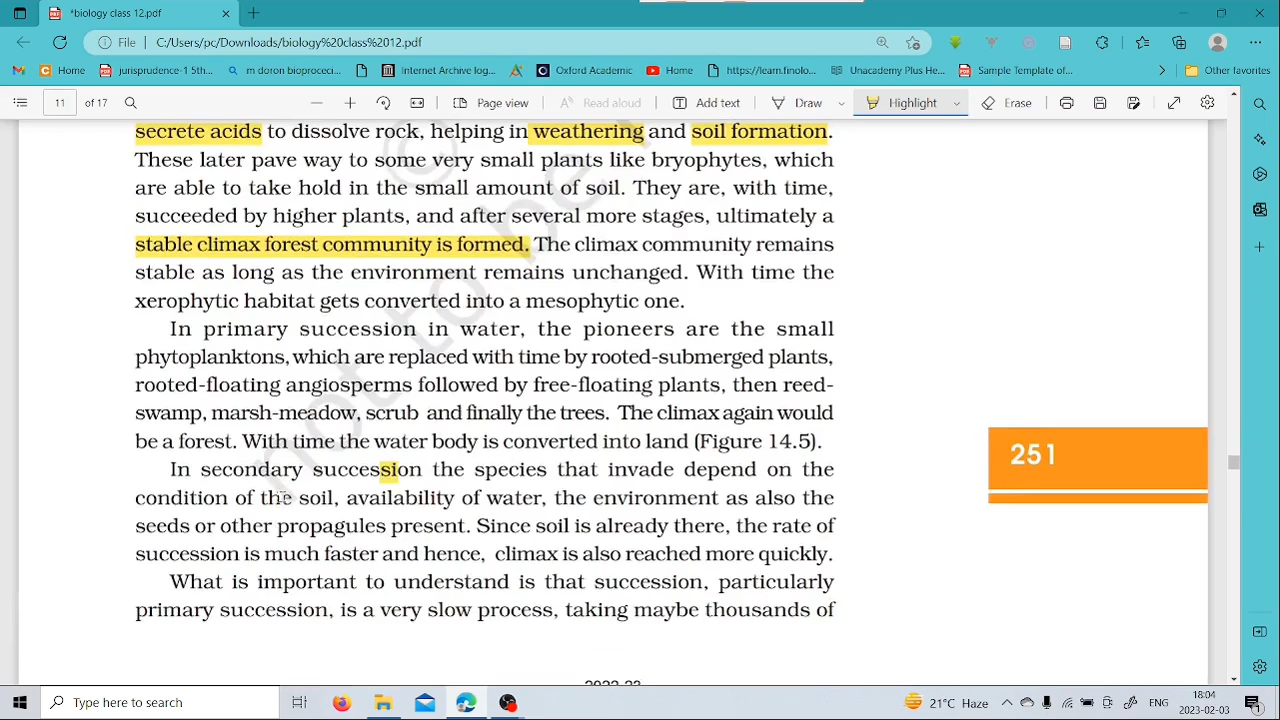 *biology class 12.pdf
File C:/Users/pc/Downloads/biology%20class%2012.pdf
Home jurisprudence-1 5th... m doron bioproceci... Internet Archive log... Oxford Academic Home https://learn.finolo... Unacademy Plus He... Sample Template of... Other favorites
11 of 17 Page view Read aloud Add text Draw Highlight Erase
secrete acids to dissolve rock, helping in weathering and soil formation.
These later pave way to some very small plants like bryophytes, which
are able to take hold in the small amount of soil. They are, with time,
succeeded by higher plants, and after several more stages, ultimately a
stable climax forest community is formed. The climax community remains
stable as long as the environment remains unchanged. With time the
xerophytic habitat gets converted into a mesophytic one.
In primary succession in water, the pioneers are the small
phytoplanktons, which are replaced with time by rooted-submerged plants,
rooted-floating angiosperms followed by free-floating plants, then reed-
swamp, marsh-meadow, scrub and finally the trees. The climax again would
be a forest. With time the water body is converted into land (Figure 14.5).
251
In secondary succession the species that invade depend on the
condition of the soil, availability of water, the environment as also the
seeds or other propagules present. Since soil is already there, the rate of
succession is much faster and hence, climax is also reached more quickly.
What is important to understand is that succession, particularly
primary succession, is a very slow process, taking maybe thousands of
© not to be r
Type here to search
21°C Haze ENG 18:04
2023-02-03